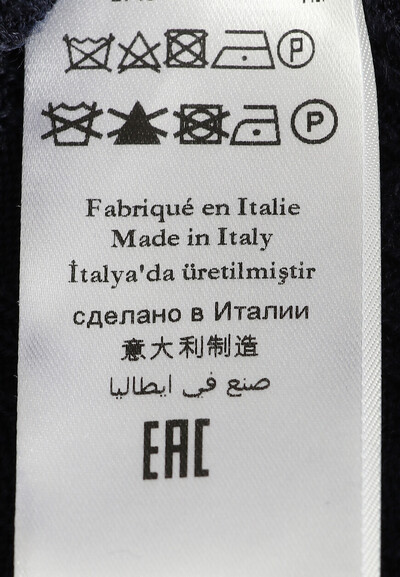 P
P
Fabriqué en Italie
Made in Italy
İtalya'da üretilmiştir
сделано в Италии
意大利制造
صنع في ايطاليا
EAC